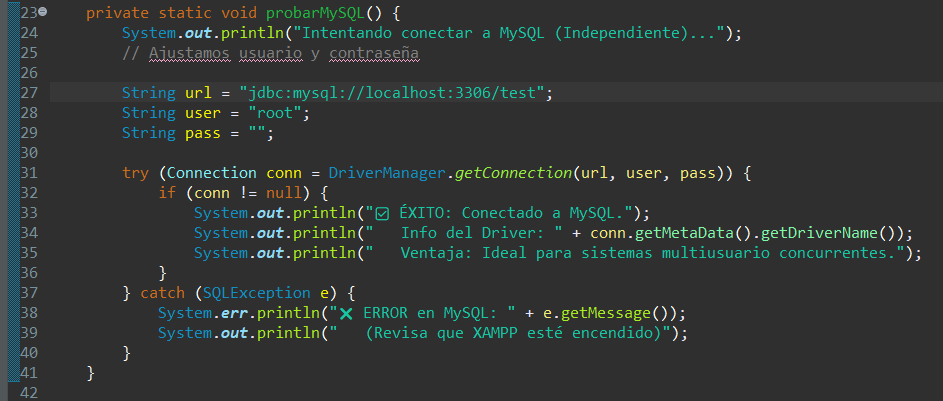 23 private static void probarMySQL() {
24 System.out.println("Intentando conectar a MySQL (Independiente)...");
25 // Ajustamos usuario y contraseña
26
27 String url = "jdbc:mysql://localhost:3306/test";
28 String user = "root";
29 String pass = "";
30
31 try (Connection conn = DriverManager.getConnection(url, user, pass)) {
32 if (conn != null) {
33 System.out.println("✅ ÉXITO: Conectado a MySQL.");
34 System.out.println("   Info del Driver: " + conn.getMetaData().getDriverName());
35 System.out.println("   Ventaja: Ideal para sistemas multiusuario concurrentes.");
36 }
37 } catch (SQLException e) {
38 System.err.println("❌ ERROR en MySQL: " + e.getMessage());
39 System.out.println("   (Revisa que XAMPP esté encendido)");
40 }
41 }
42